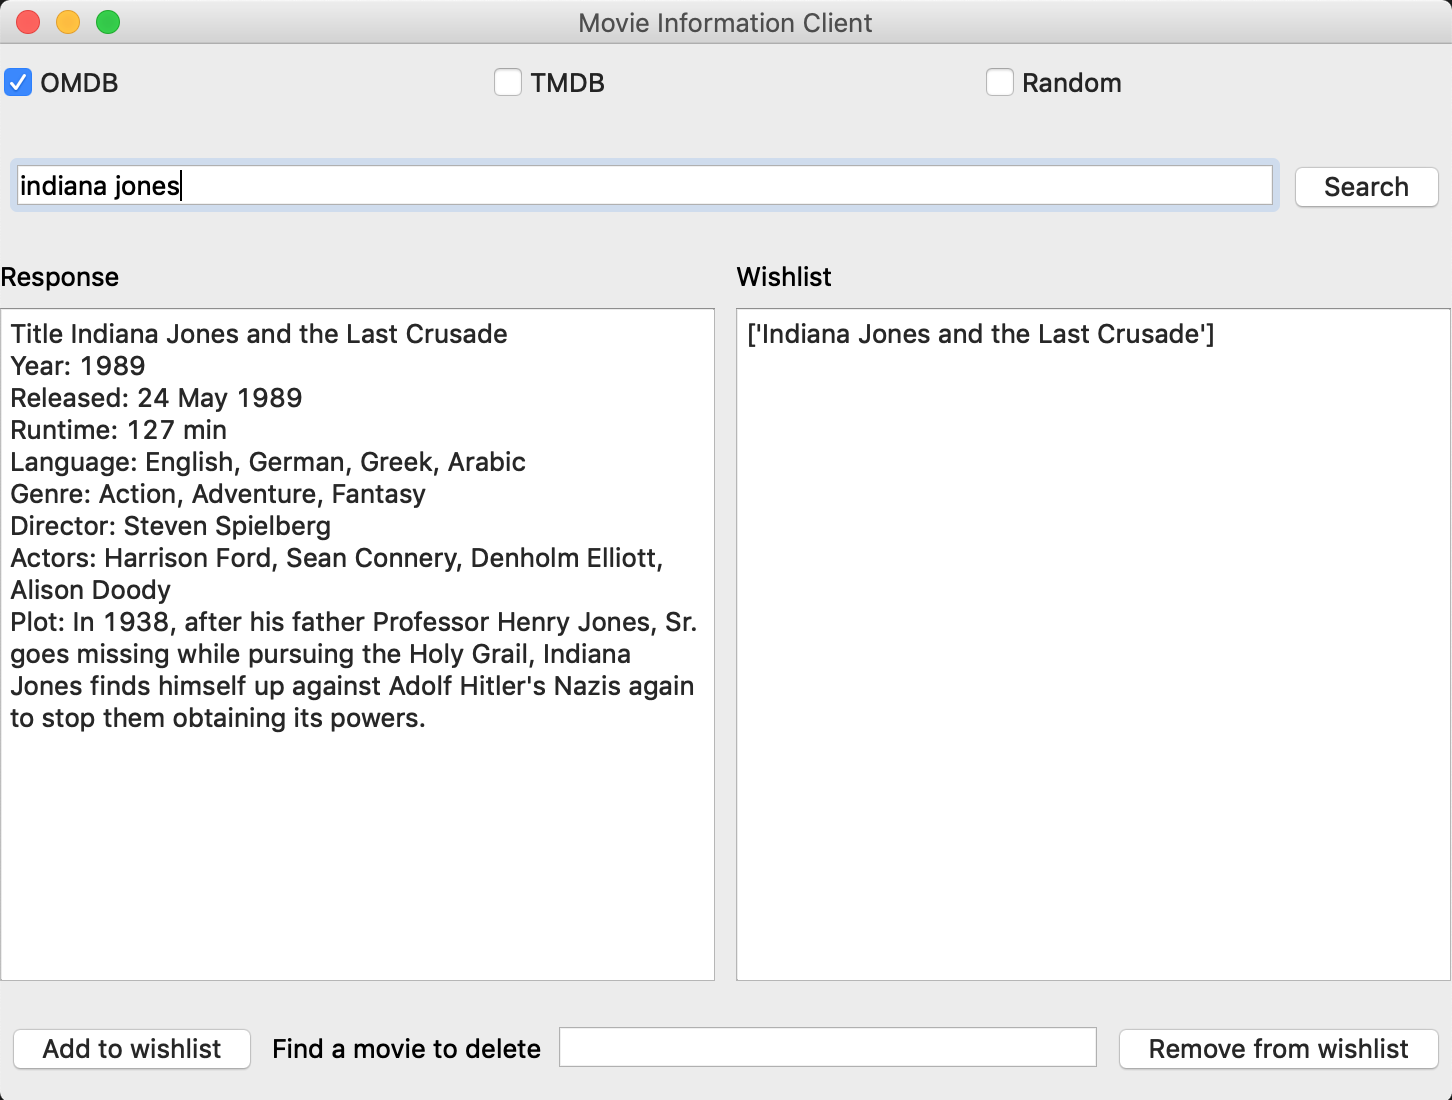 Movie Information Client
OMDB
TMDB
Random
indiana jones
Search
Response
Wishlist
Title Indiana Jones and the Last Crusade
Year: 1989
Released: 24 May 1989
Runtime: 127 min
Language: English, German, Greek, Arabic
Genre: Action, Adventure, Fantasy
Director: Steven Spielberg
Actors: Harrison Ford, Sean Connery, Denholm Elliott,
Alison Doody
Plot: In 1938, after his father Professor Henry Jones, Sr.
goes missing while pursuing the Holy Grail, Indiana
Jones finds himself up against Adolf Hitler's Nazis again
to stop them obtaining its powers.
['Indiana Jones and the Last Crusade']
Add to wishlist
Find a movie to delete
Remove from wishlist